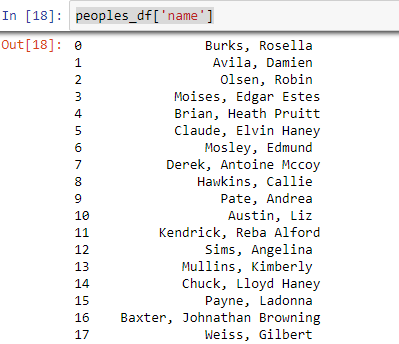 In [18]: peoples_df['name']
Out[18]: 0 Burks, Rosella
1 Avila, Damien
2 Olsen, Robin
3 Moises, Edgar Estes
4 Brian, Heath Pruitt
5 Claude, Elvin Haney
6 Mosley, Edmund
7 Derek, Antoine Mccoy
8 Hawkins, Callie
9 Pate, Andrea
10 Austin, Liz
11 Kendrick, Reba Alford
12 Sims, Angelina
13 Mullins, Kimberly
14 Chuck, Lloyd Haney
15 Payne, Ladonna
16 Baxter, Johnathan Browning
17 Weiss, Gilbert